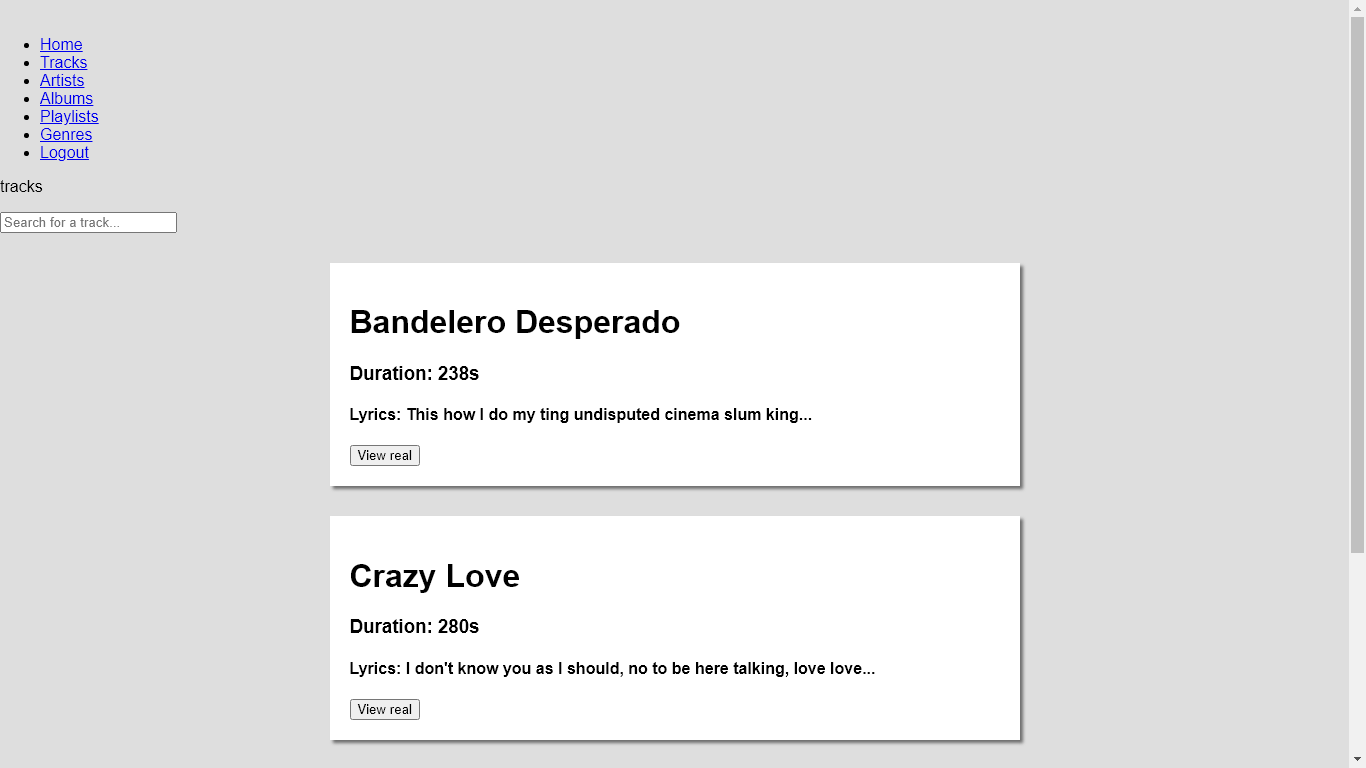 Home
Tracks
Artists
Albums
Playlists
Genres
Logout
tracks
Search for a track...
Bandelero Desperado
Duration: 238s
Lyrics: This how I do my ting undisputed cinema slum king...
View real
Crazy Love
Duration: 280s
Lyrics: I don't know you as I should, no to be here talking, love love...
View real